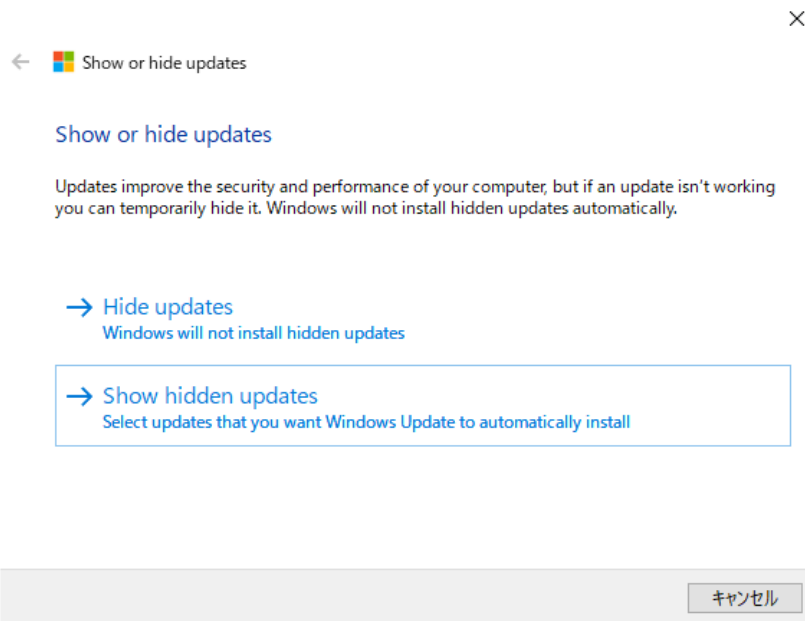 Show or hide updates
Show or hide updates
Updates improve the security and performance of your computer, but if an update isn't working
you can temporarily hide it. Windows will not install hidden updates automatically.
Hide updates
Windows will not install hidden updates
Show hidden updates
Select updates that you want Windows Update to automatically install
キャンセル